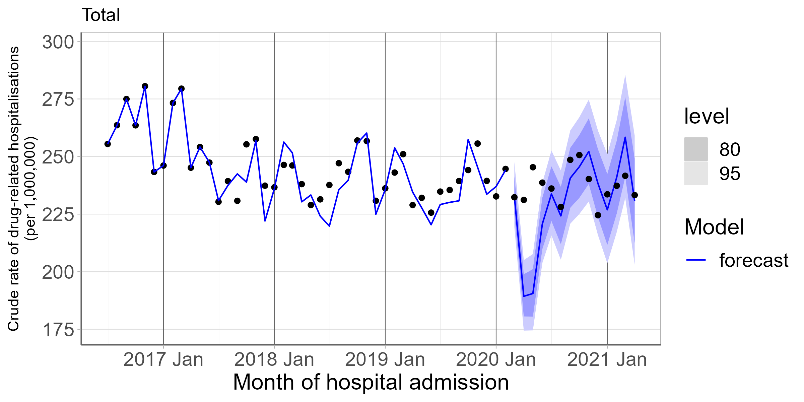 Total
Crude rate of drug-related hospitalisations
(per 1,000,000)
300
275
250
225
200
175
2017 Jan
2018 Jan
2019 Jan
2020 Jan
2021 Jan
Month of hospital admission
level
80
95
Model
forecast